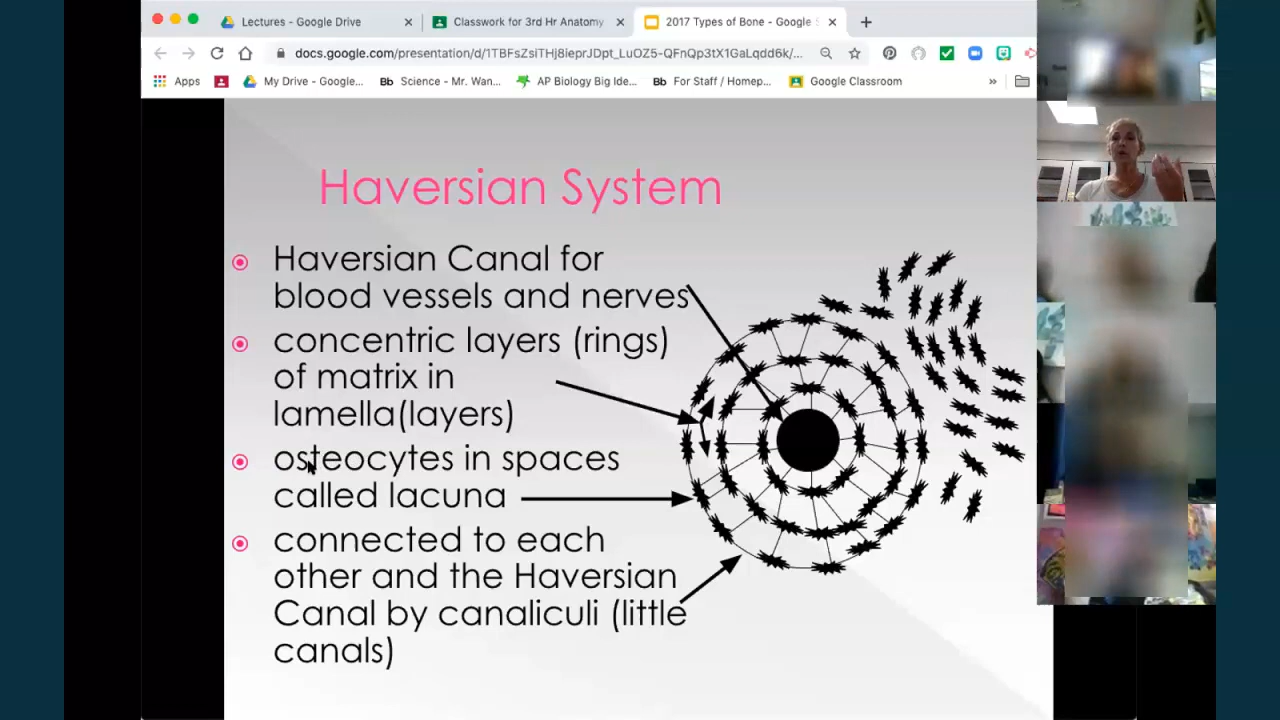 Lectures - Google Drive
Classwork for 3rd Hr Anatomy
2017 Types of Bone - Google
docs.google.com/presentation/d/1TBFsZsiTHj8ieprJDpt_LuOZ5-QFnQp3tX1GaLqdd6k/...
Apps
My Drive - Google...
Bb Science - Mr. Wan...
AP Biology Big Ide...
Bb For Staff / Homep...
Google Classroom
»
Haversian System
Haversian Canal for
blood vessels and nerves
concentric layers (rings)
of matrix in
lamella(layers)
osteocytes in spaces
called lacuna
connected to each
other and the Haversian
Canal by canaliculi (little
canals)